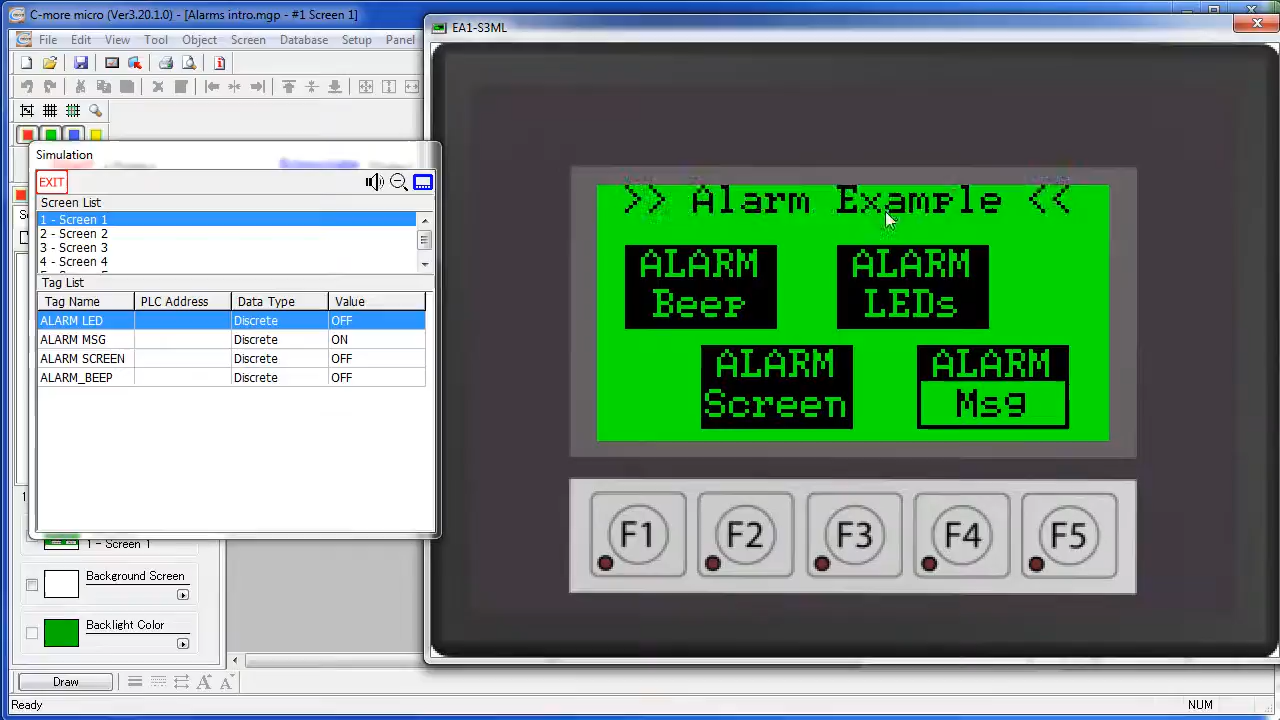 C-more micro (Ver3.20.1.0) - [Alarms intro.mgp - #1 Screen 1]
File Edit View Tool Object Screen Database Setup Panel
EA1-S3ML
Simulation
EXIT
Screen List
1 - Screen 1
2 - Screen 2
3 - Screen 3
4 - Screen 4
Tag List
Tag Name PLC Address Data Type Value
ALARM LED Discrete OFF
ALARM MSG Discrete ON
ALARM SCREEN Discrete OFF
ALARM_BEEP Discrete OFF
>> Alarm Example <<
ALARM
Beep
ALARM
LEDs
ALARM
Screen
ALARM
Msg
F1 F2 F3 F4 F5
1 - Screen 1
Background Screen
Backlight Color
Draw
Ready
NUM